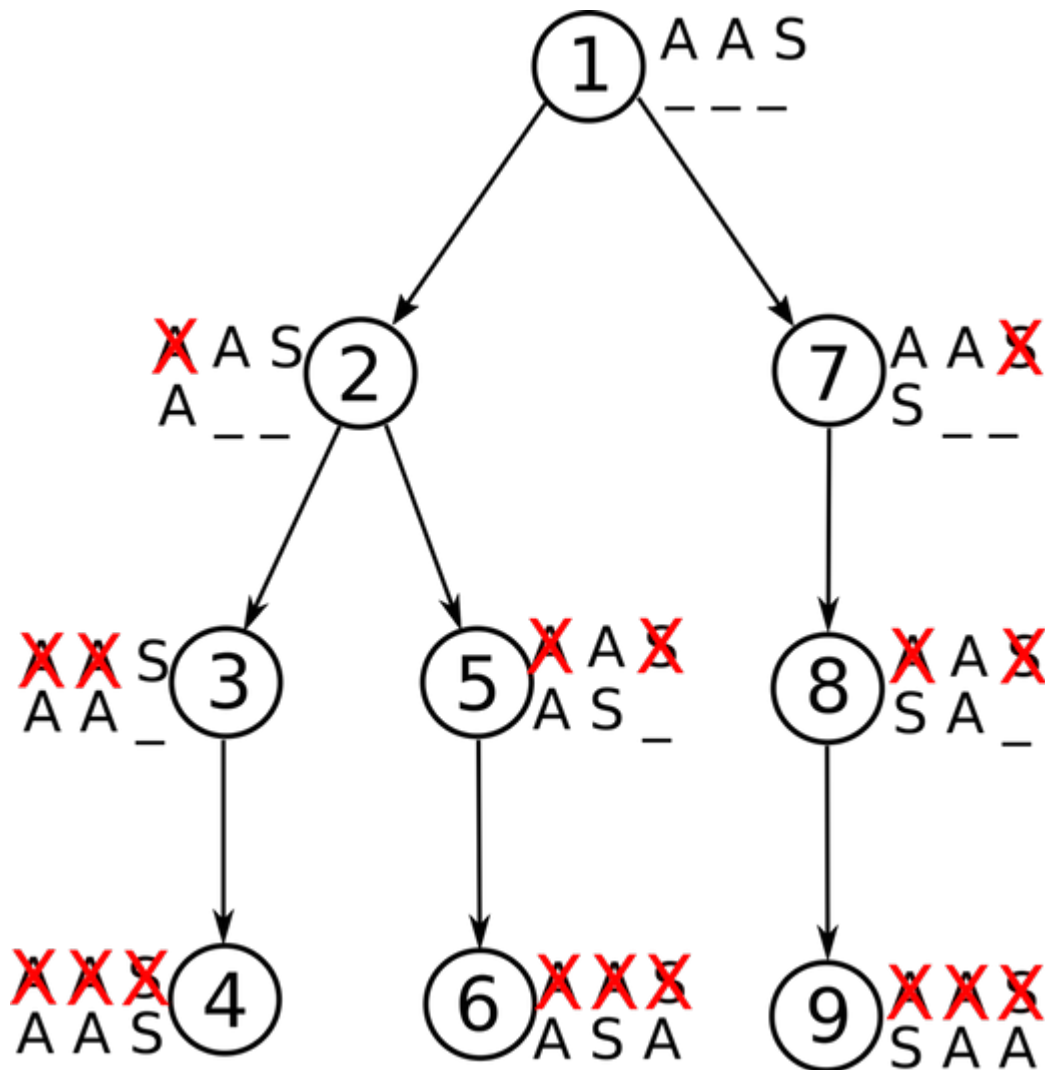 1 A A S
_ _ _
A A S 2
A _ _
7 A A S
S _ _
A A S 3
A A _
5 A A S
A S _
8 A A S
S A _
A A S 4
A A S
6 A A S
A S A
9 A A S
S A A